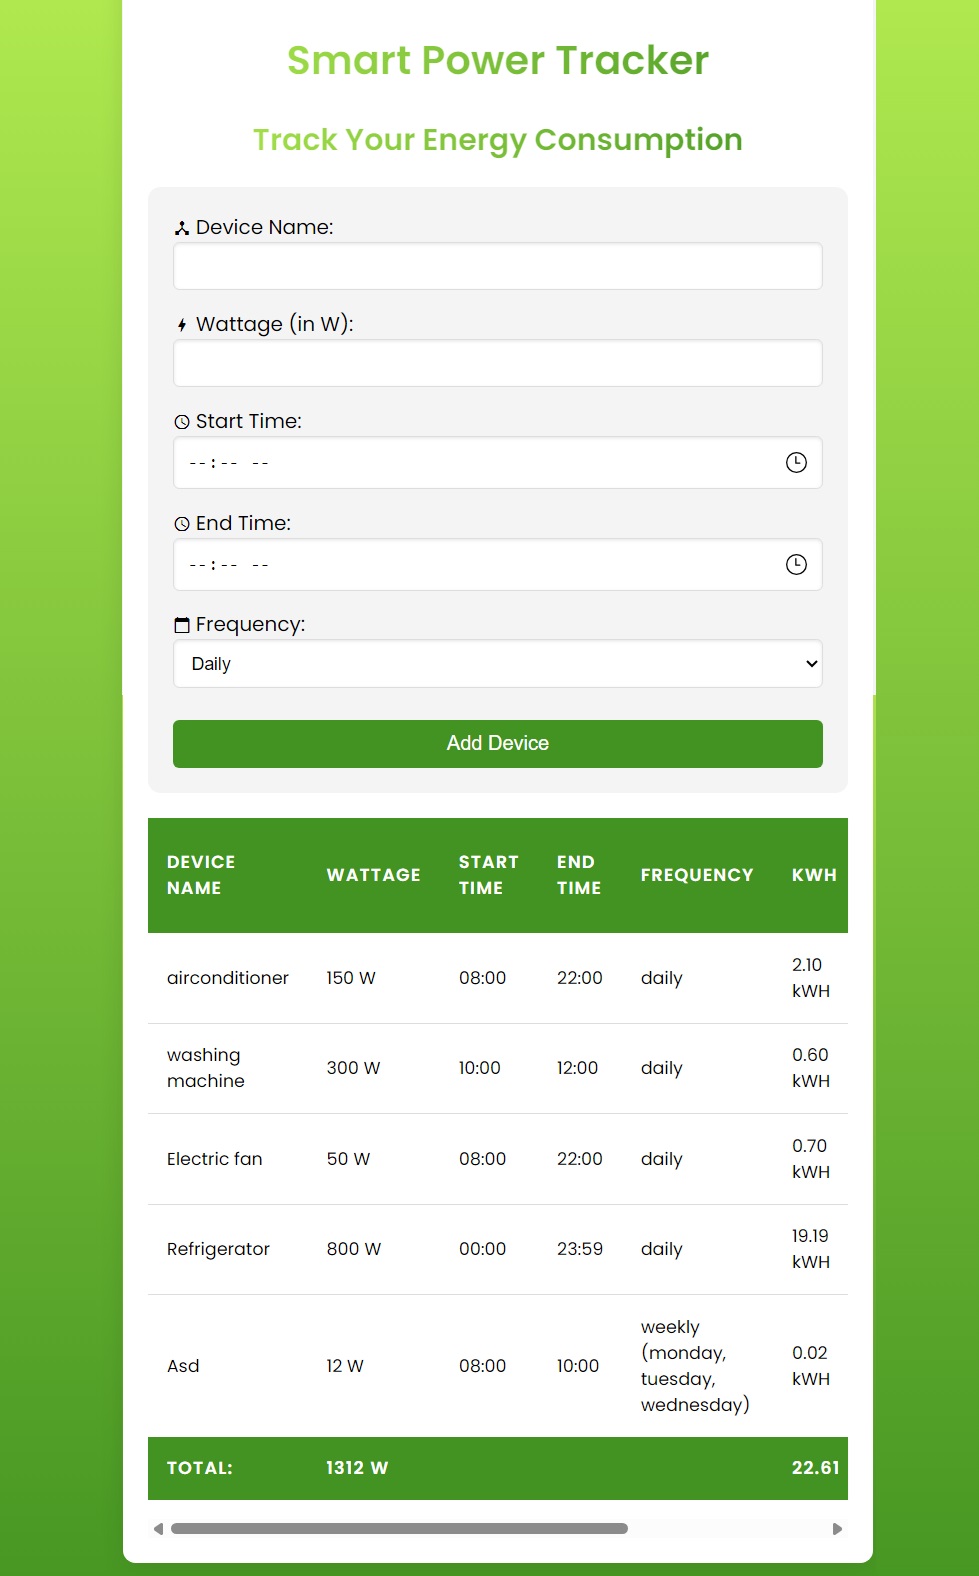 Smart Power Tracker
Track Your Energy Consumption
Device Name:
Wattage (in W):
Start Time:
--:-- --
End Time:
--:-- --
Frequency:
Daily
Add Device
DEVICE NAME WATTAGE START TIME END TIME FREQUENCY KWH
airconditioner 150 W 08:00 22:00 daily 2.10 kWH
washing machine 300 W 10:00 12:00 daily 0.60 kWH
Electric fan 50 W 08:00 22:00 daily 0.70 kWH
Refrigerator 800 W 00:00 23:59 daily 19.19 kWH
Asd 12 W 08:00 10:00 weekly (monday, tuesday, wednesday) 0.02 kWH
TOTAL: 1312 W 22.61